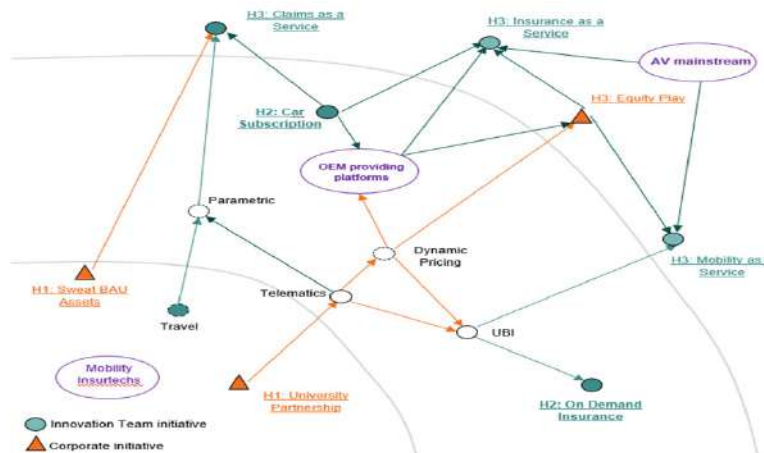 H3: Claims as a
Service
H3: Insurance as a
Service
AV mainstream
H3: Equity Play
H2: Car
Subscription
OEM providing
platforms
Parametric
Dynamic
Pricing
H3: Mobility as
Service
H1: Sweat BAU
Assets
Telematics
Travel
UBI
Mobility
Insurtechs
H1: University
Partnership
H2: On Demand
Insurance
Innovation Team initiative
Corporate initiative